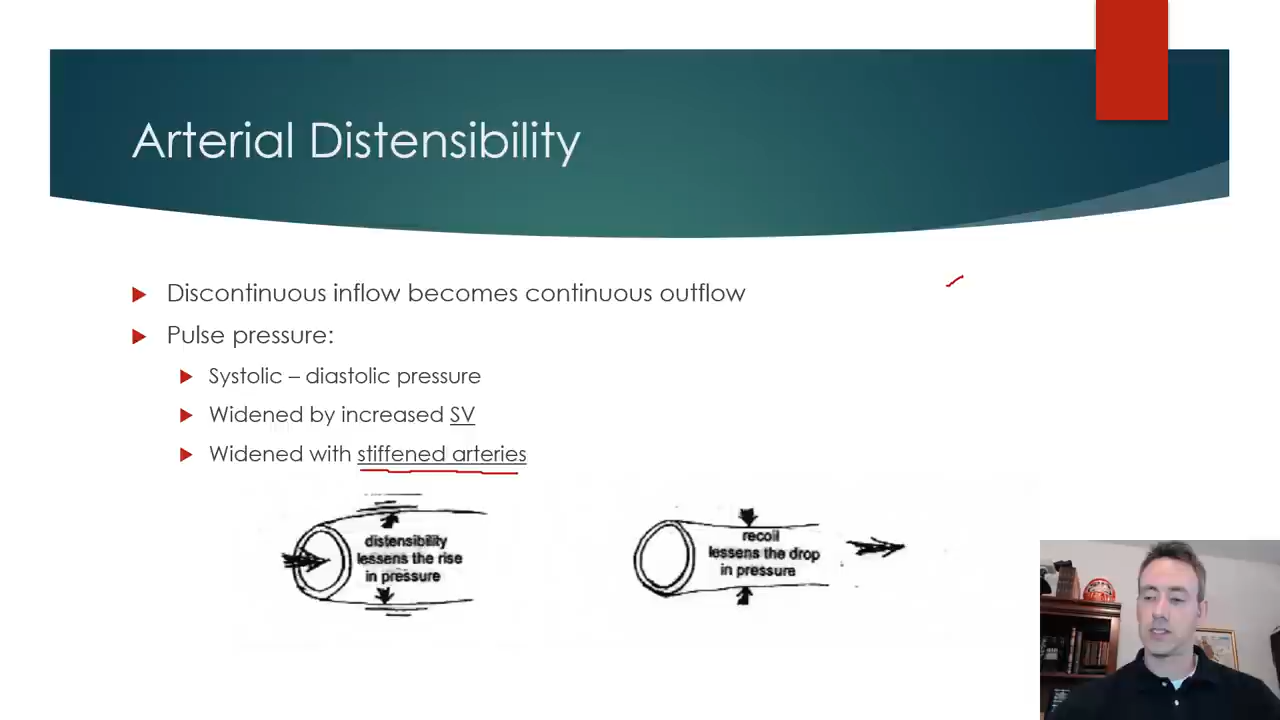 Arterial Distensibility
Discontinuous inflow becomes continuous outflow
Pulse pressure:
Systolic – diastolic pressure
Widened by increased SV
Widened with stiffened arteries
distensibility
lessens the rise
in pressure
recoil
lessens the drop
in pressure